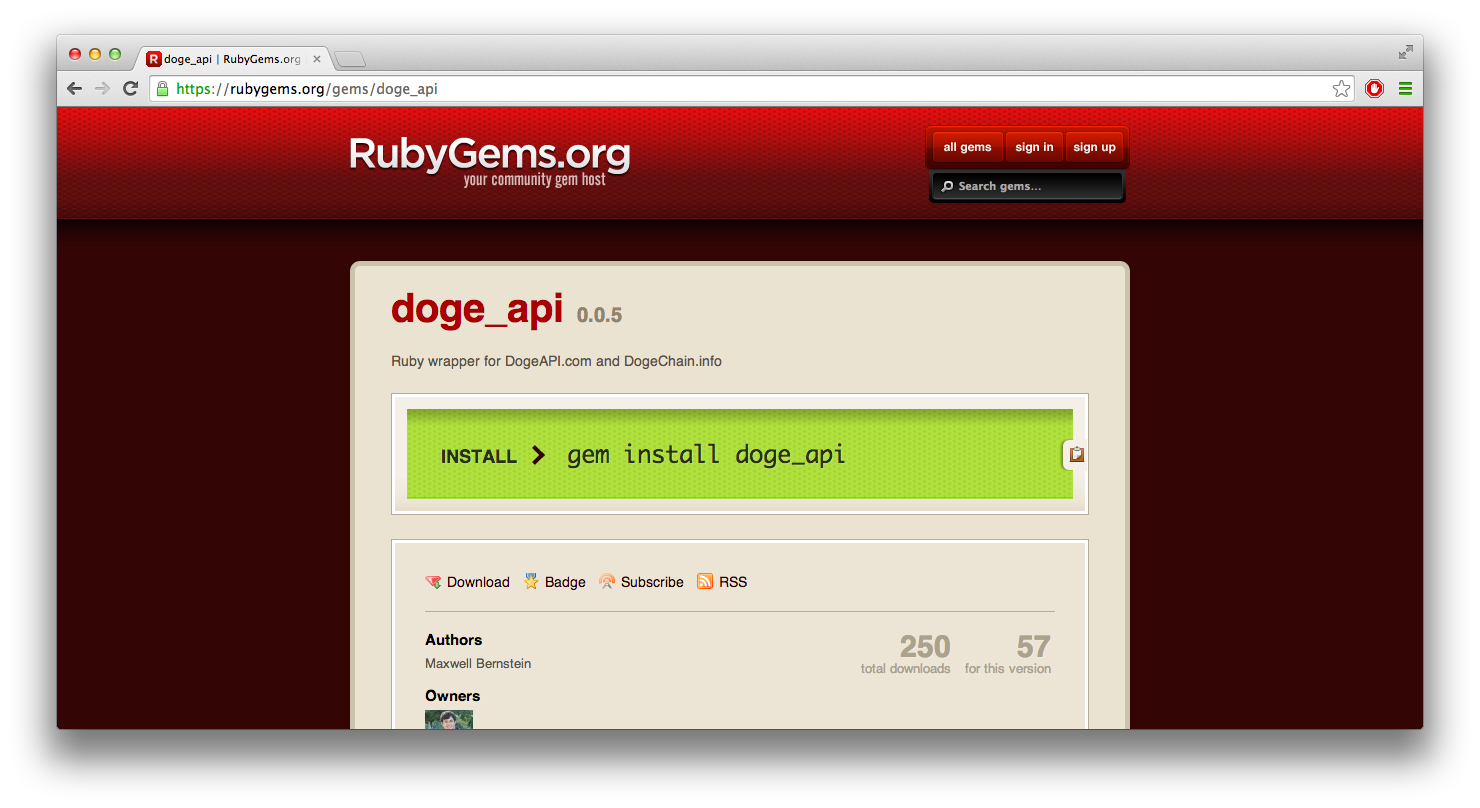 doge_api | RubyGems.org
https://rubygems.org/gems/doge_api
RubyGems.org
your community gem host
all gems sign in sign up
Search gems...
doge_api 0.0.5
Ruby wrapper for DogeAPI.com and DogeChain.info
INSTALL gem install doge_api
Download Badge Subscribe RSS
Authors
Maxwell Bernstein
250 57
total downloads for this version
Owners